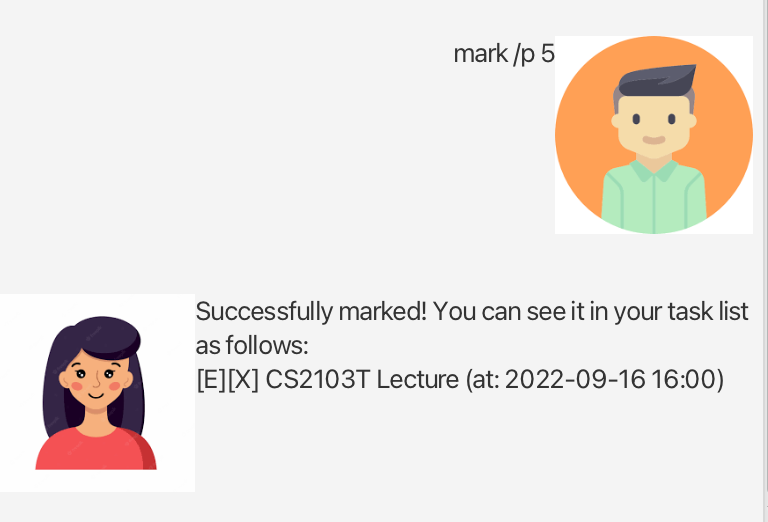 mark /p 5
Successfully marked! You can see it in your task list
as follows:
[E][X] CS2103T Lecture (at: 2022-09-16 16:00)